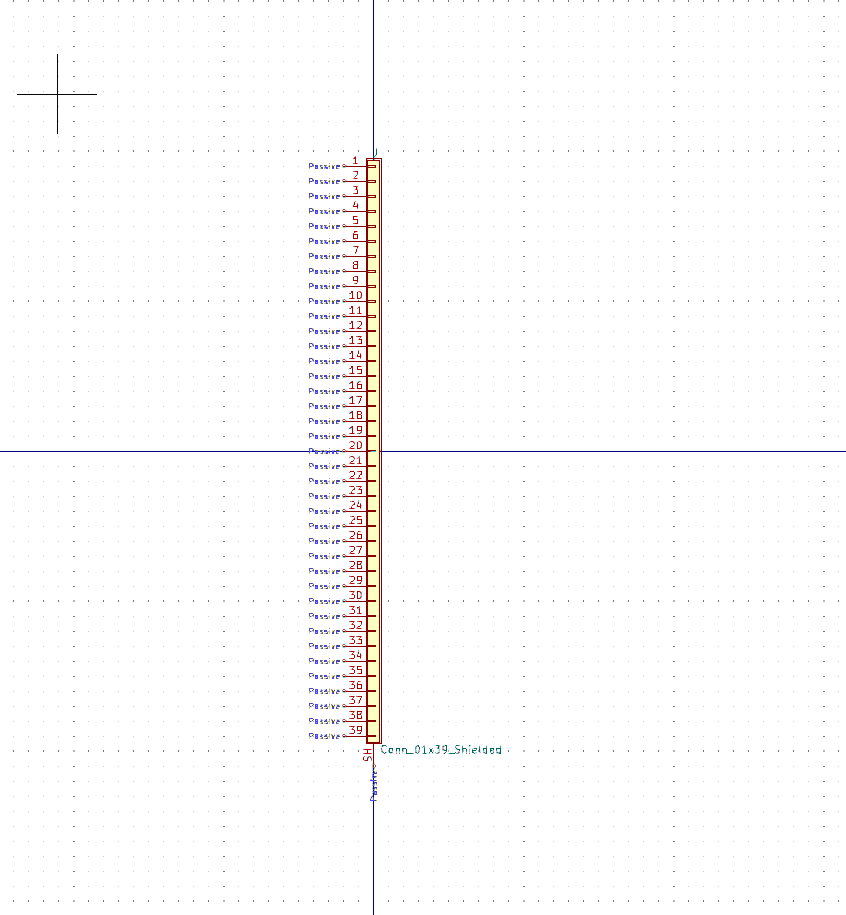 J
Passive 1
Passive 2
Passive 3
Passive 4
Passive 5
Passive 6
Passive 7
Passive 8
Passive 9
Passive 10
Passive 11
Passive 12
Passive 13
Passive 14
Passive 15
Passive 16
Passive 17
Passive 18
Passive 19
Passive 20
Passive 21
Passive 22
Passive 23
Passive 24
Passive 25
Passive 26
Passive 27
Passive 28
Passive 29
Passive 30
Passive 31
Passive 32
Passive 33
Passive 34
Passive 35
Passive 36
Passive 37
Passive 38
Passive 39
SH
Conn_01x39_Shielded
Passive